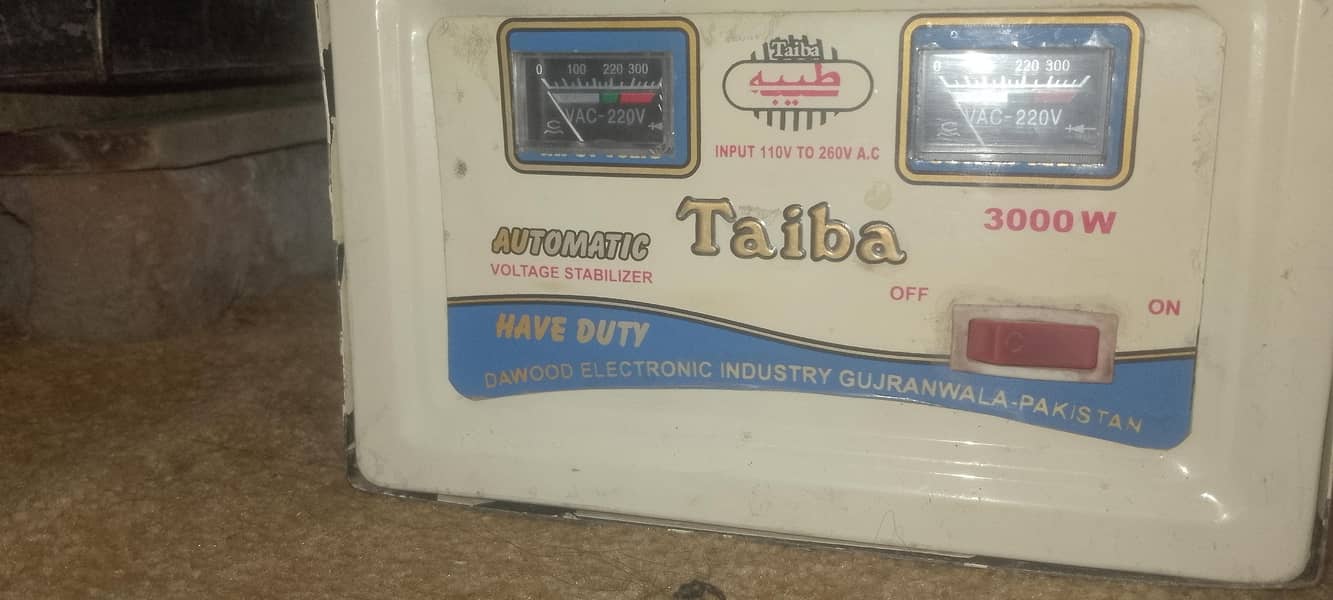 0 100 220 300
VAC-220V
Taiba
طیبہ
INPUT 110V TO 260V A.C
0 220 300
VAC-220V
Taiba
3000 W
AUTOMATIC
VOLTAGE STABILIZER
OFF
ON
HAVE DUTY
DAWOOD ELECTRONIC INDUSTRY GUJRANWALA-PAKISTAN